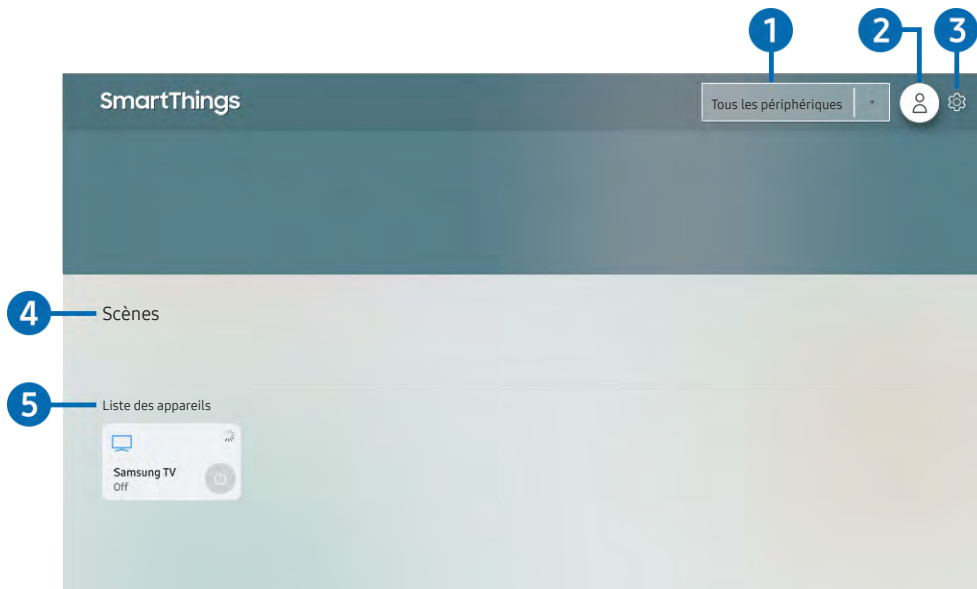 1 2 3
SmartThings
Tous les périphériques
4 Scènes
5 Liste des appareils
Samsung TV
Off